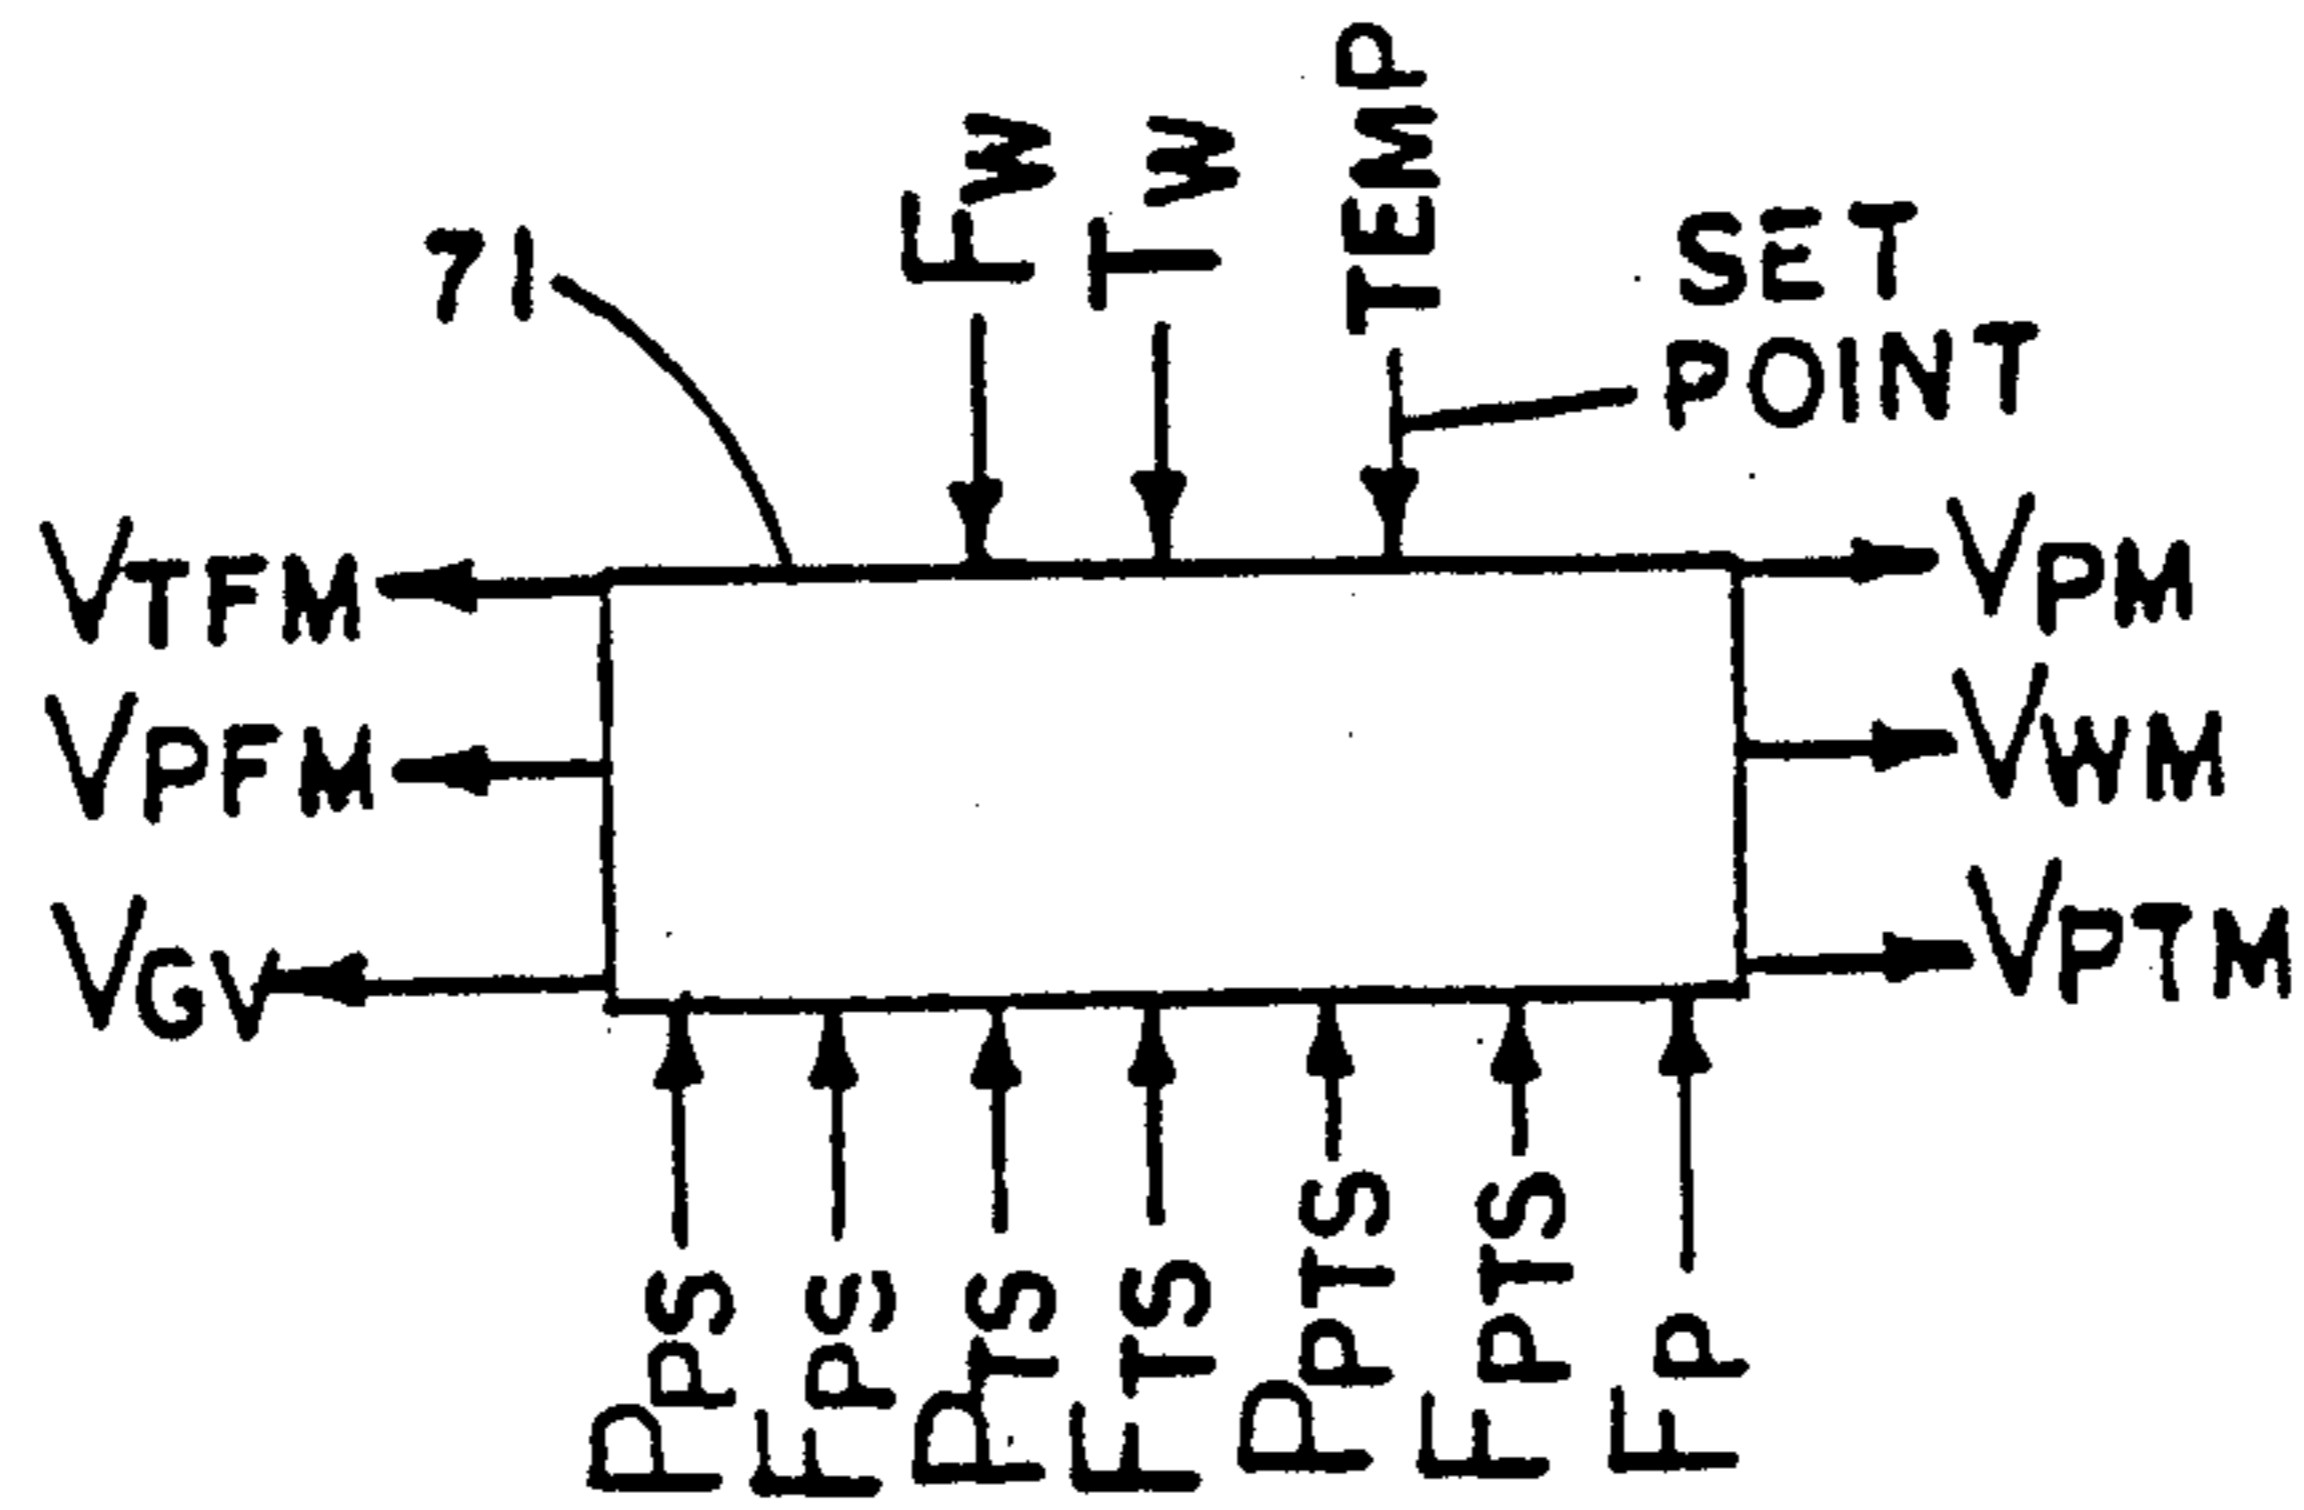 71
FW
TW
TEMP
SET
POINT
VTFM
VPM
VPFM
VWM
VGV
VPTM
PPS
FPS
PTS
FTS
PPTS
FPTS
FP